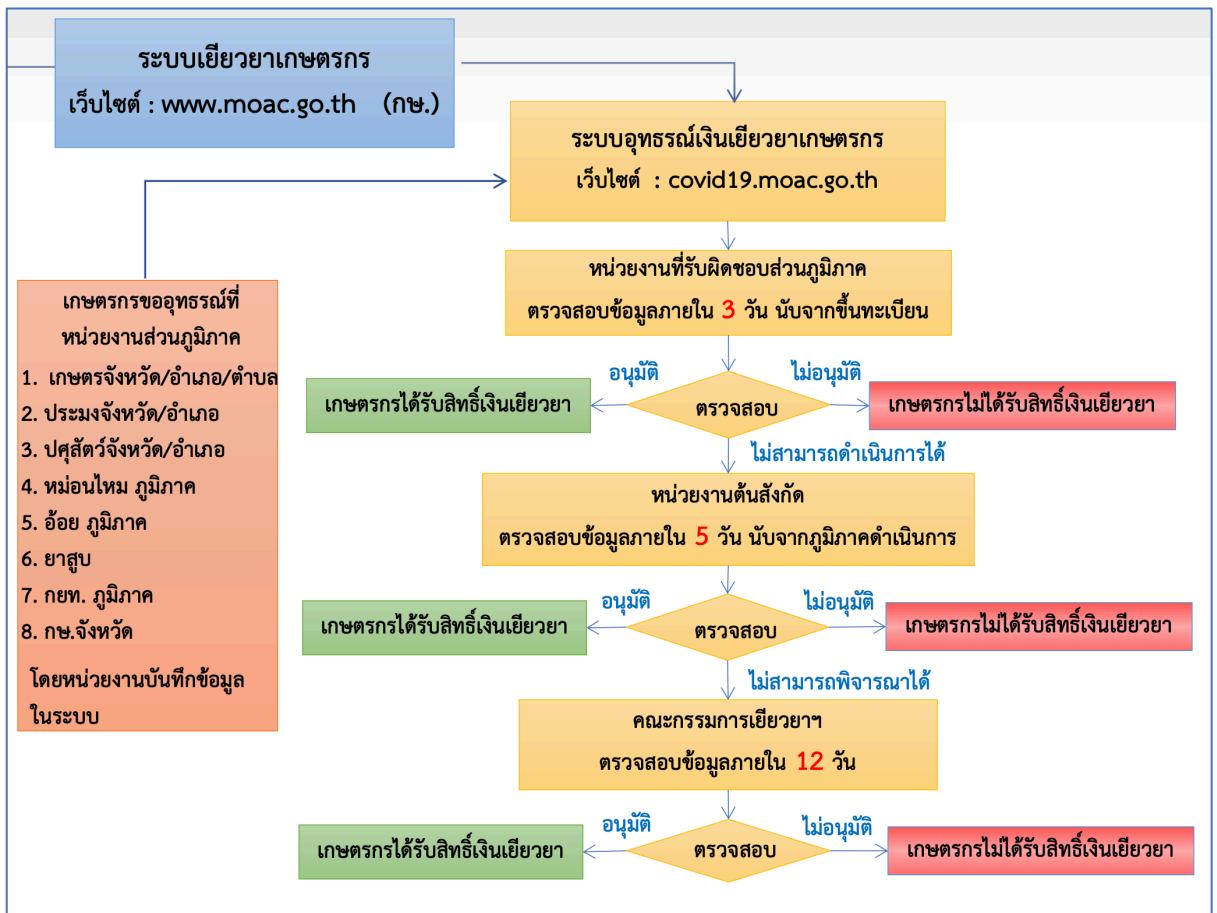 ระบบเยียวยาเกษตรกร
เว็บไซต์ : www.moac.go.th (กษ.)
ระบบอุทธรณ์เงินเยียวยาเกษตรกร
เว็บไซต์ : covid19.moac.go.th
เกษตรกรขออุทธรณ์ที่
หน่วยงานส่วนภูมิภาค
1. เกษตรจังหวัด/อำเภอ/ตำบล
2. ประมงจังหวัด/อำเภอ
3. ปศุสัตว์จังหวัด/อำเภอ
4. หม่อนไหม ภูมิภาค
5. อ้อย ภูมิภาค
6. ยาสูบ
7. กยท. ภูมิภาค
8. กษ.จังหวัด
โดยหน่วยงานบันทึกข้อมูล
ในระบบ
หน่วยงานที่รับผิดชอบส่วนภูมิภาค
ตรวจสอบข้อมูลภายใน 3 วัน นับจากขึ้นทะเบียน
อนุมัติ
ไม่อนุมัติ
เกษตรกรได้รับสิทธิ์เงินเยียวยา
ตรวจสอบ
เกษตรกรไม่ได้รับสิทธิ์เงินเยียวยา
ไม่สามารถดำเนินการได้
หน่วยงานต้นสังกัด
ตรวจสอบข้อมูลภายใน 5 วัน นับจากภูมิภาคดำเนินการ
อนุมัติ
ไม่อนุมัติ
เกษตรกรได้รับสิทธิ์เงินเยียวยา
ตรวจสอบ
เกษตรกรไม่ได้รับสิทธิ์เงินเยียวยา
ไม่สามารถพิจารณาได้
คณะกรรมการเยียวยาฯ
ตรวจสอบข้อมูลภายใน 12 วัน
อนุมัติ
ไม่อนุมัติ
เกษตรกรได้รับสิทธิ์เงินเยียวยา
ตรวจสอบ
เกษตรกรไม่ได้รับสิทธิ์เงินเยียวยา